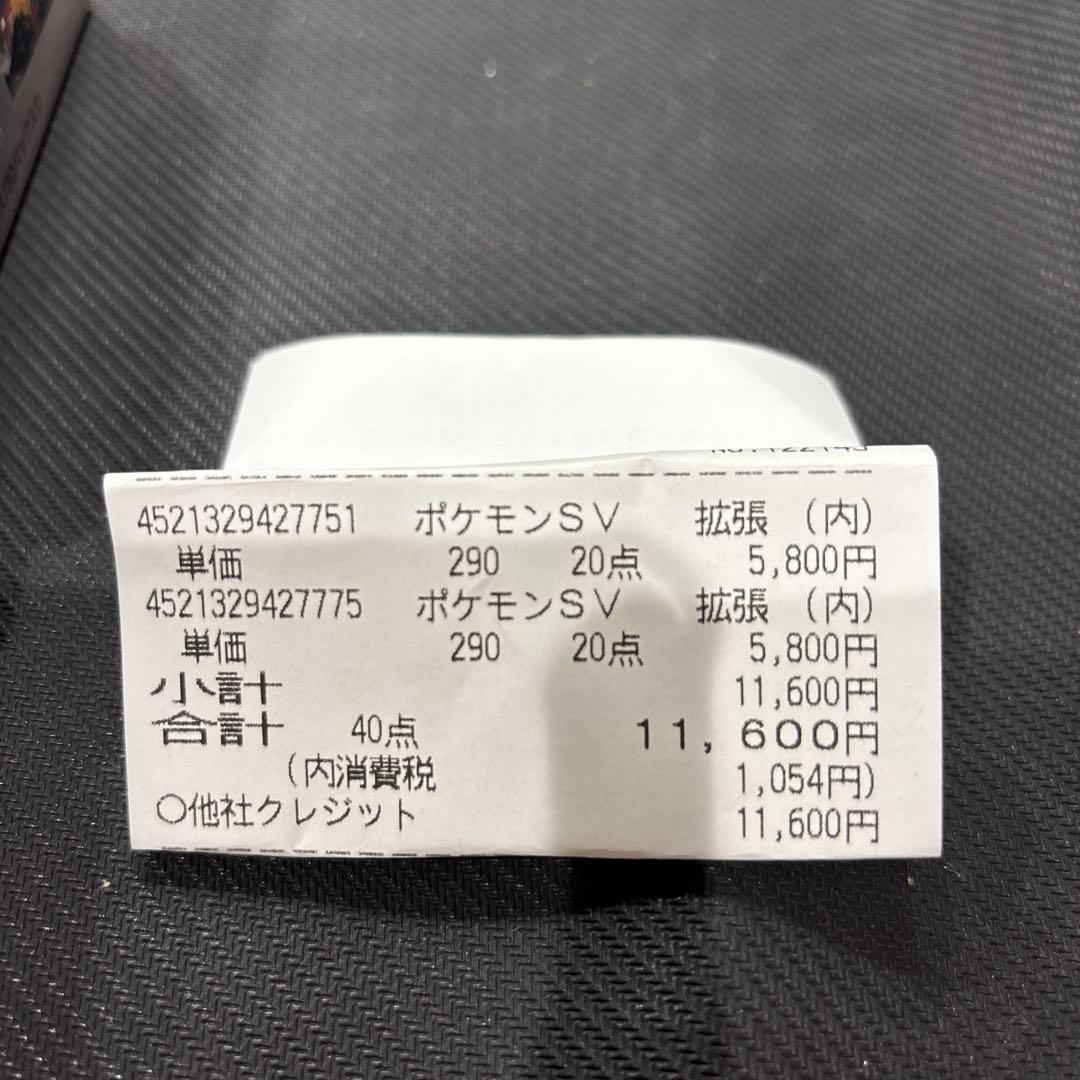 4521329427751 ポケモンSV 拡張 (内)
単価 290 20点 5,800円
4521329427775 ポケモンSV 拡張 (内)
単価 290 20点 5,800円
小計 11,600円
合計 40点 11,600円
(内消費税 1,054円)
○他社クレジット 11,600円